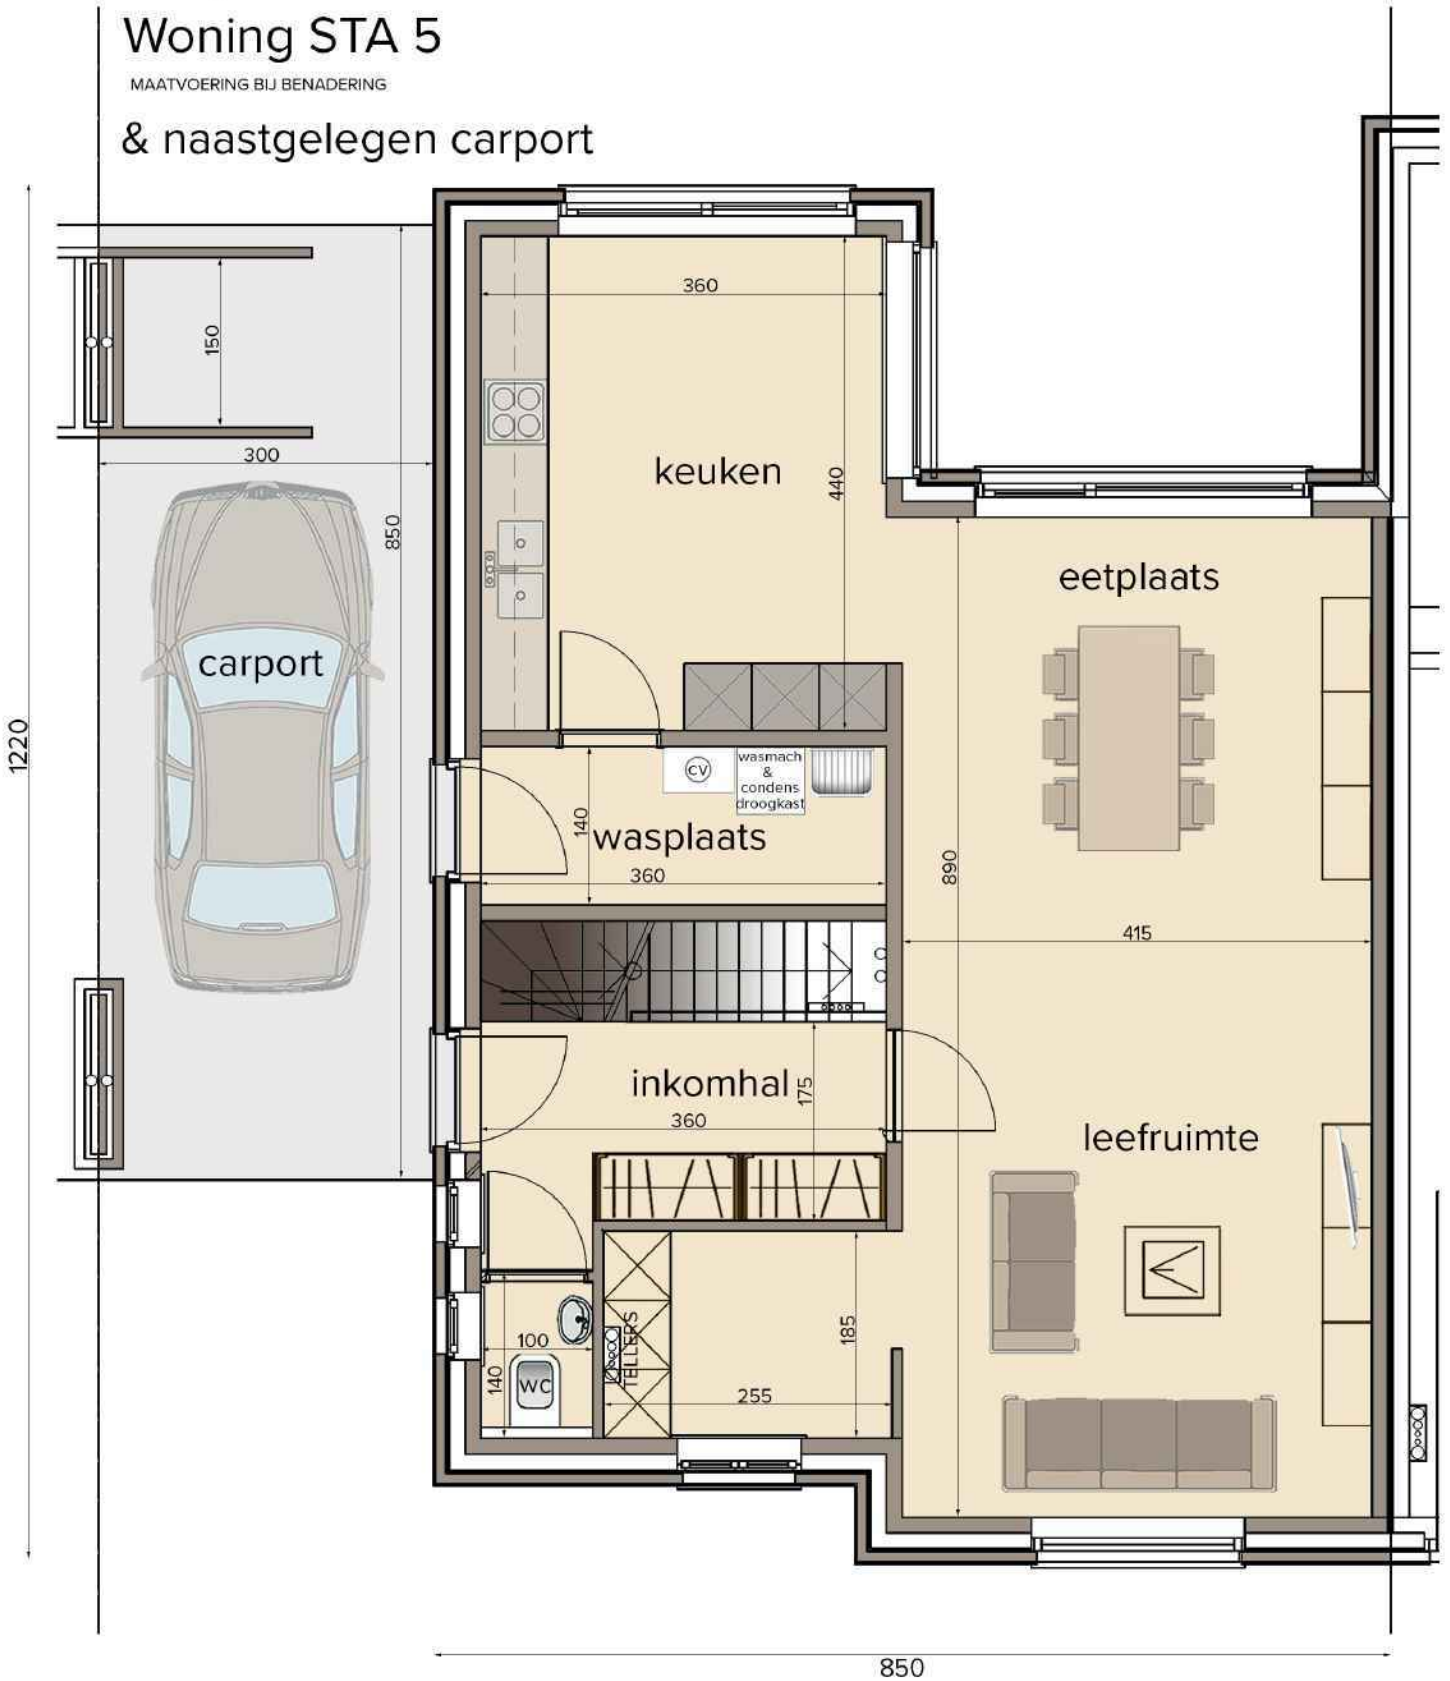 Woning STA 5
MAATVOERING BIJ BENADERING
& naastgelegen carport
360
150
300
keuken
440
850
eetplaats
carport
1220
cv
wasmach
&
condens
droogkast
140
wasplaats
890
360
415
inkomhal
175
360
leefruimte
185
TELLERS
100
140
WC
255
850